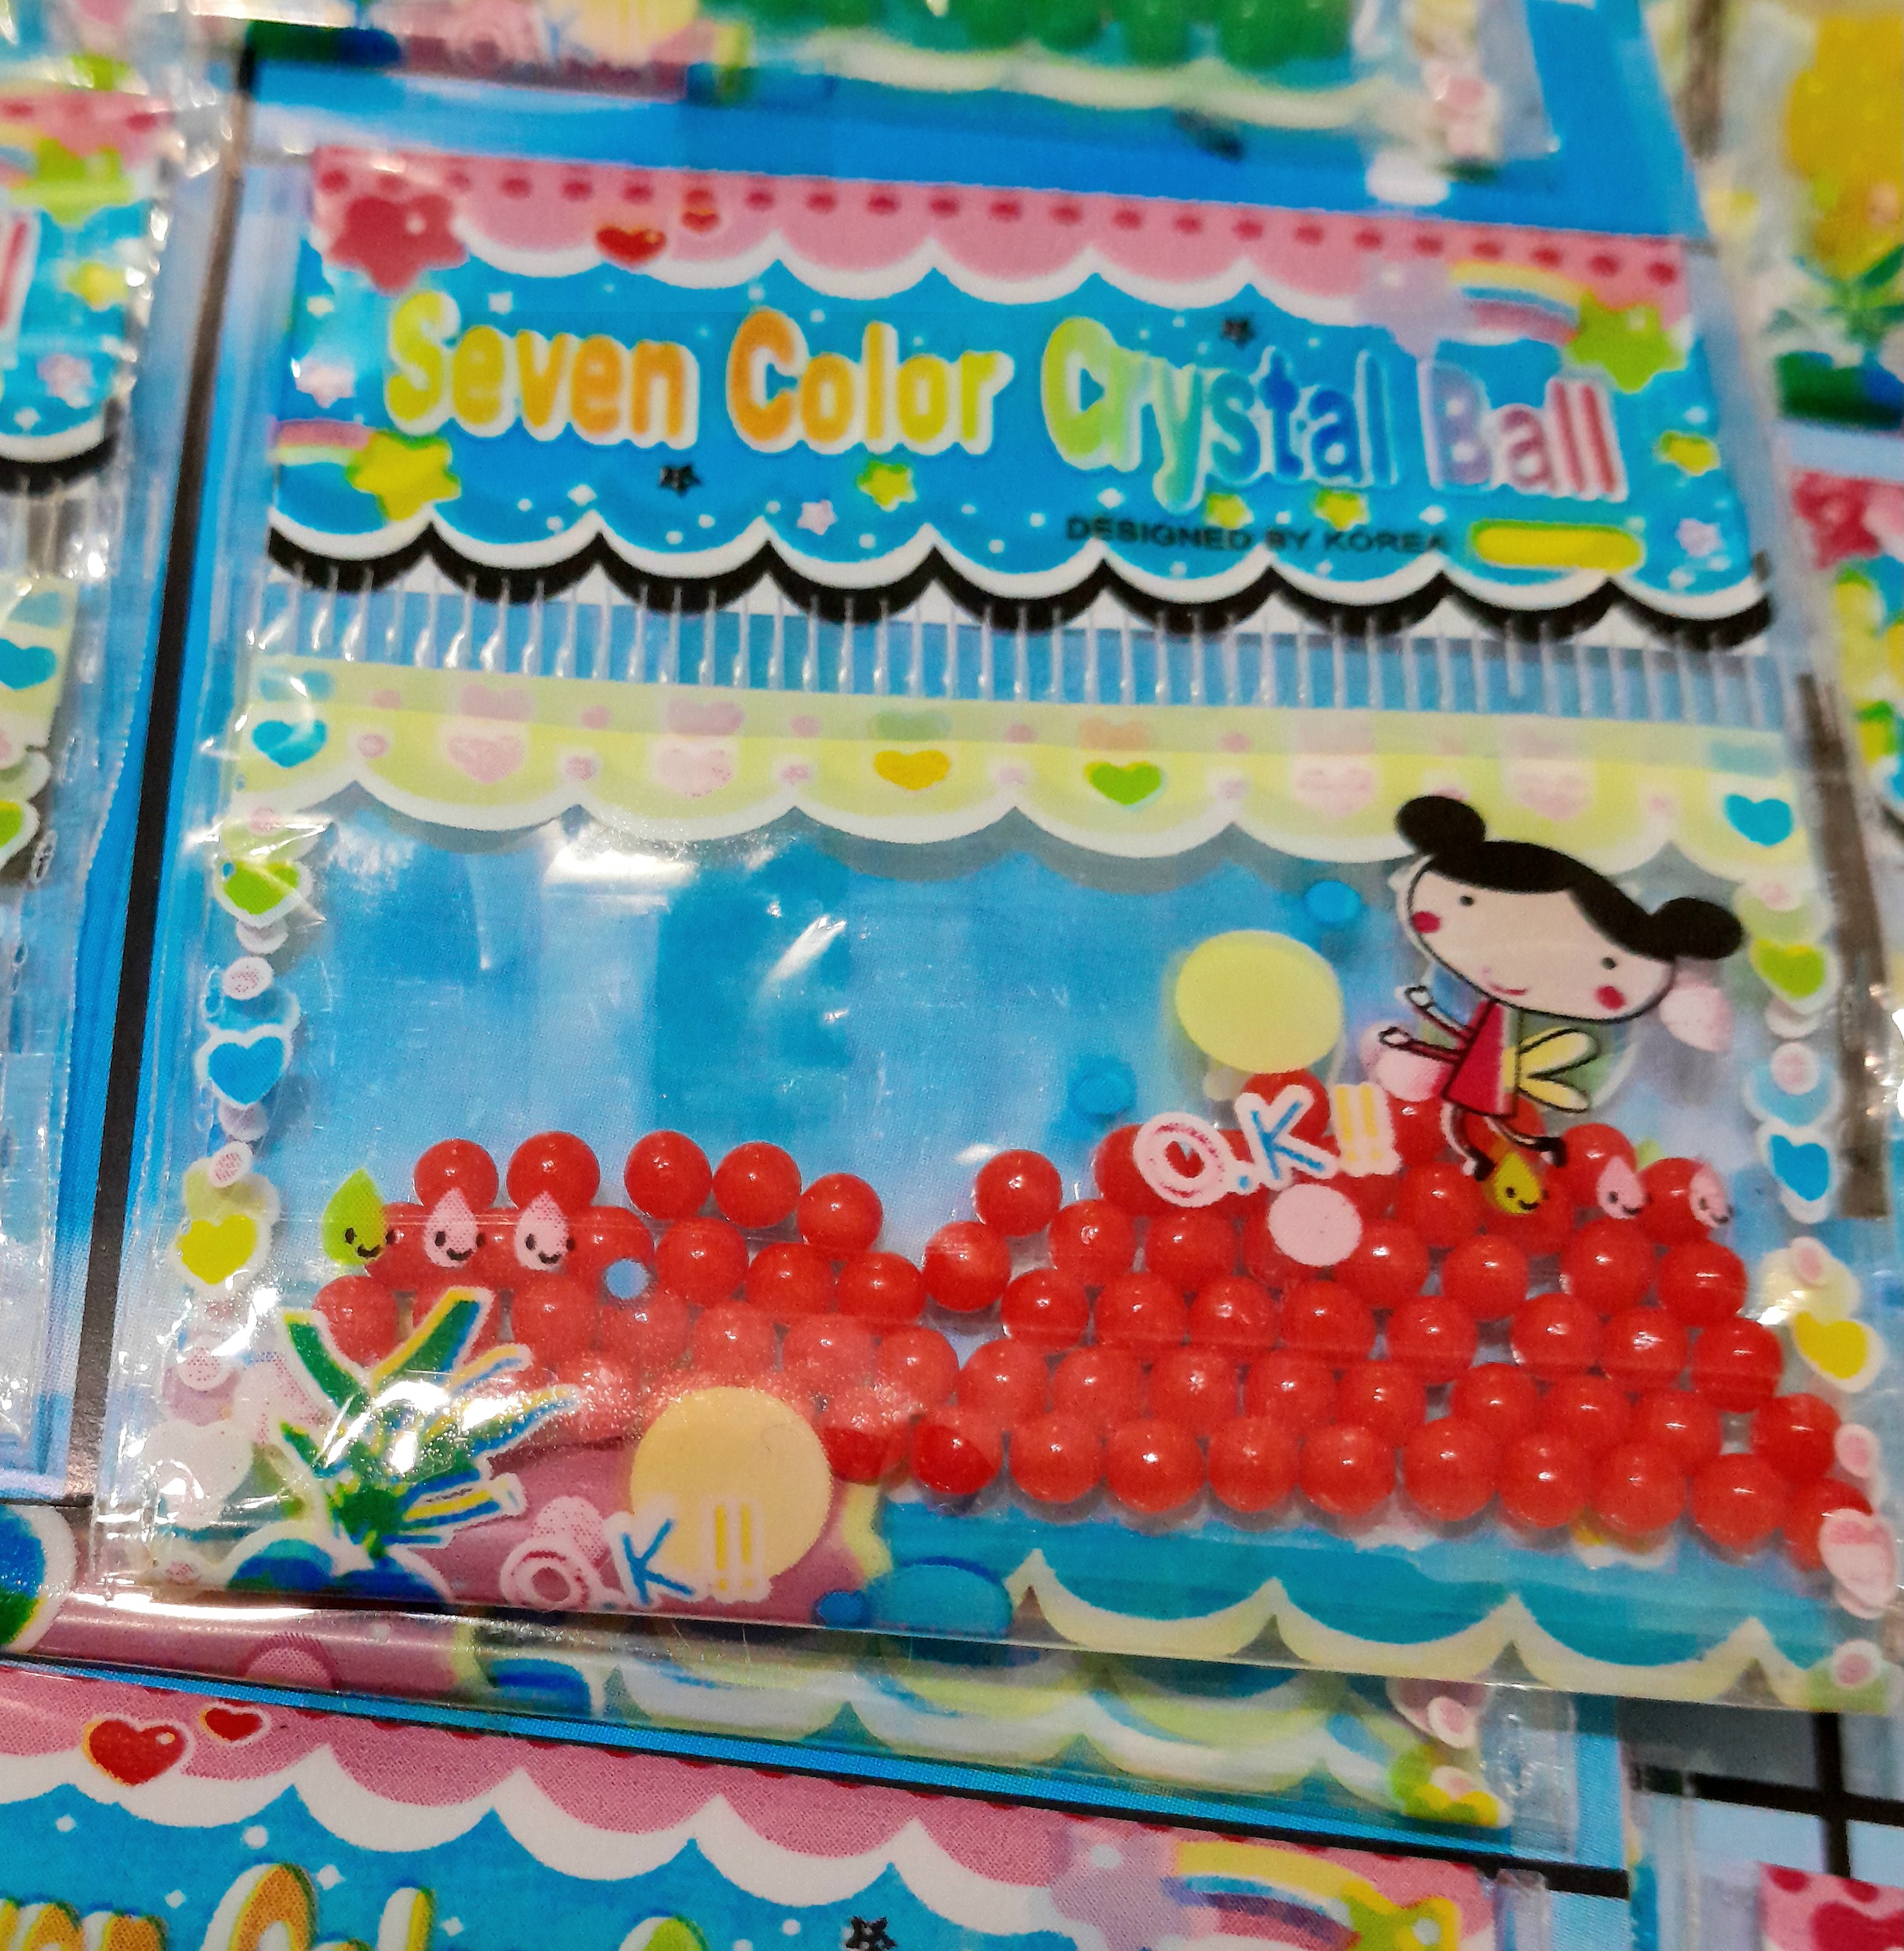 Seven Color Crystal Ball
DESIGNED BY KOREA
O.K!!
O.K!!